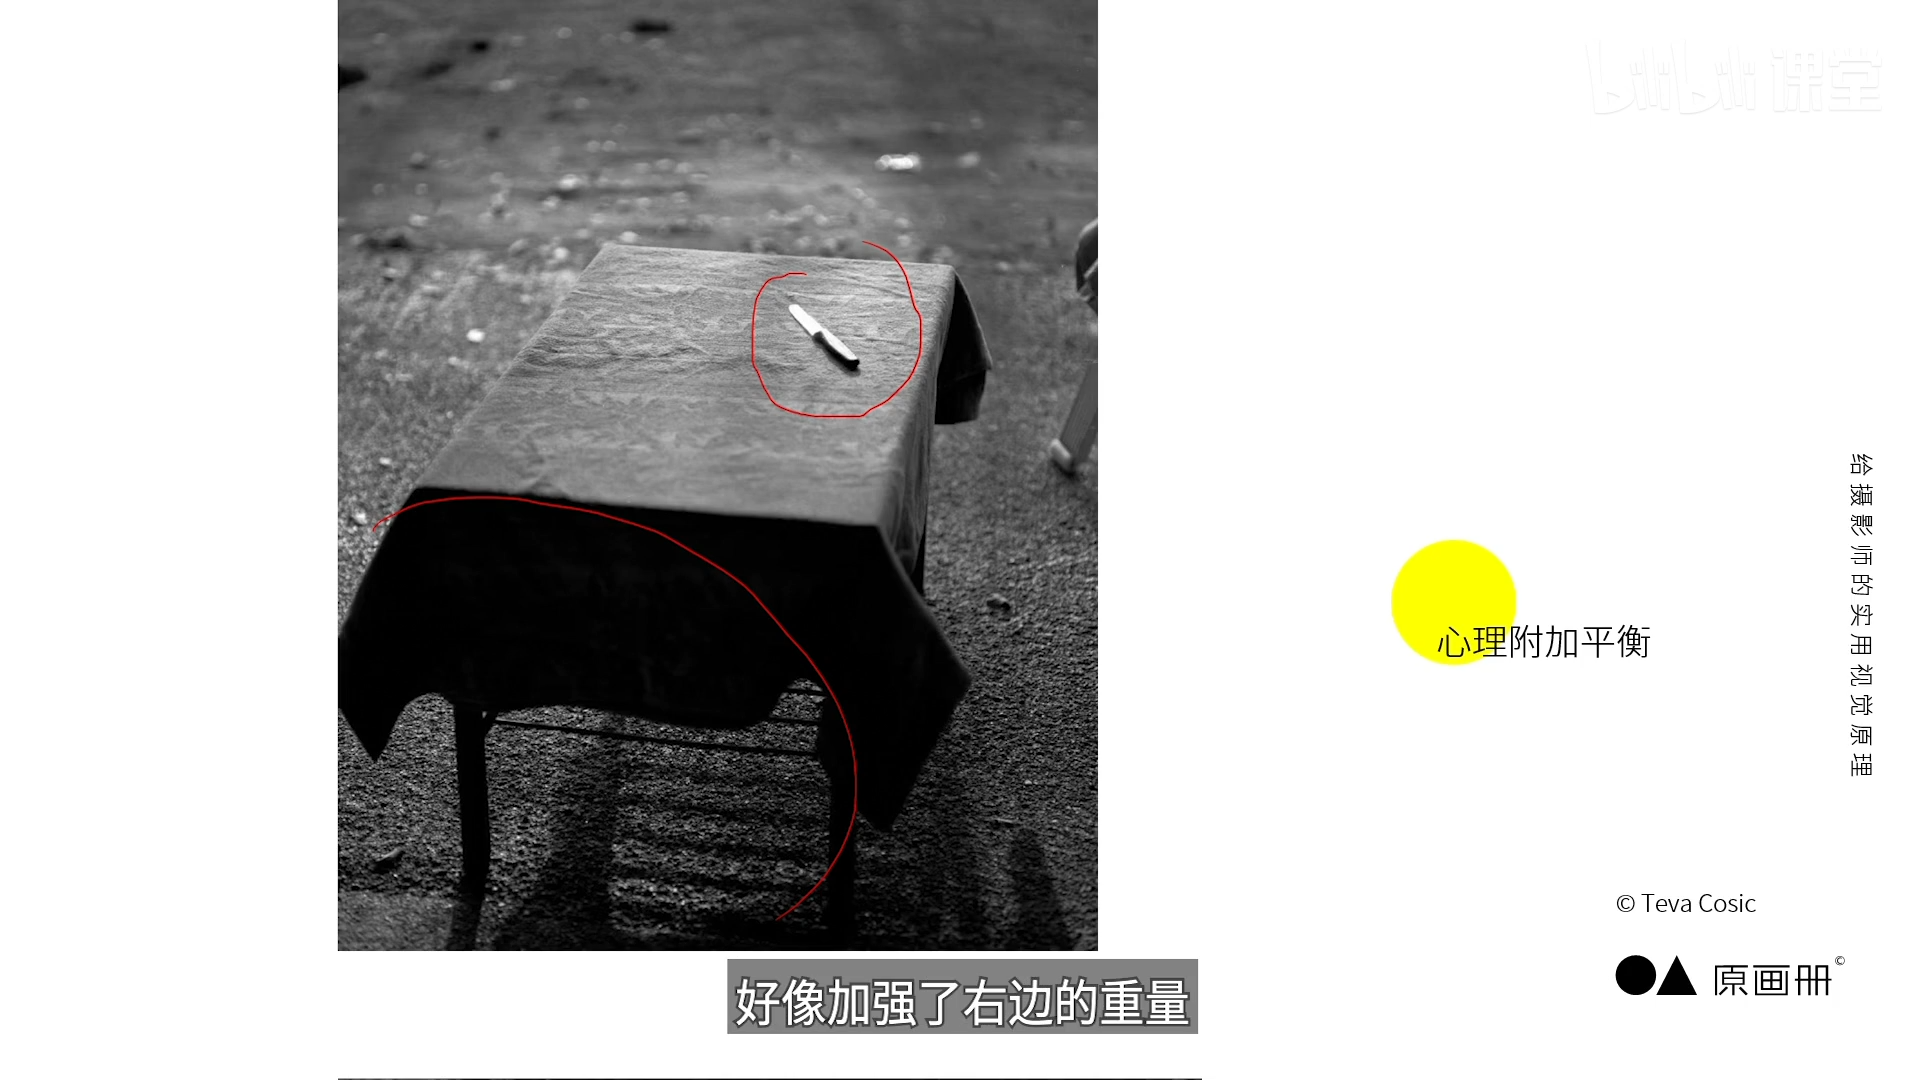 bilibili 课堂
心理附加平衡
给摄影师的实用视觉原理
© Teva Cosic
原画册©
好像加强了右边的重量